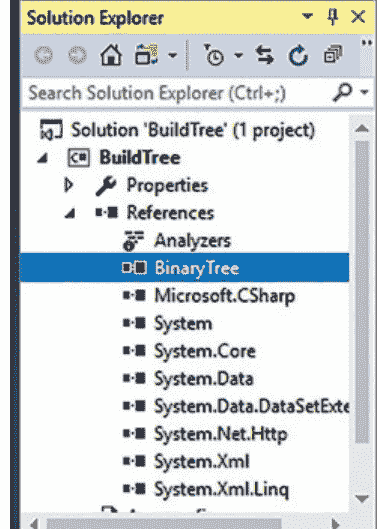 Solution Explorer
Search Solution Explorer (Ctrl+;)
Solution 'BuildTree' (1 project)
C# BuildTree
Properties
References
Analyzers
BinaryTree
Microsoft.CSharp
System
System.Core
System.Data
System.Data.DataSetExte
System.Net.Http
System.Xml
System.Xml.Linq